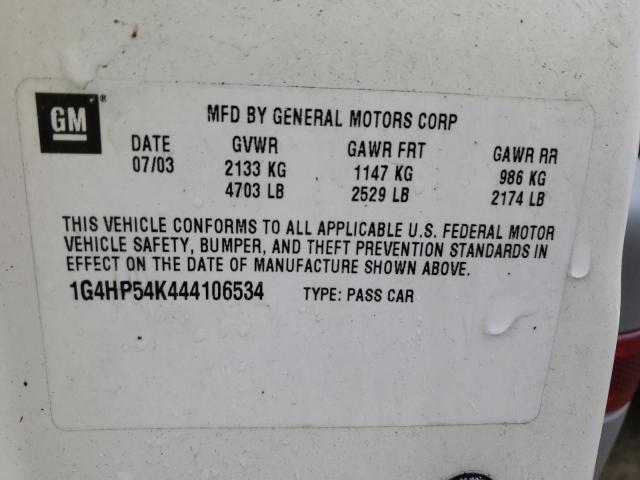 GM®
MFD BY GENERAL MOTORS CORP
DATE GVWR GAWR FRT GAWR RR
07/03 2133 KG 1147 KG 986 KG
4703 LB 2529 LB 2174 LB
THIS VEHICLE CONFORMS TO ALL APPLICABLE U.S. FEDERAL MOTOR
VEHICLE SAFETY, BUMPER, AND THEFT PREVENTION STANDARDS IN
EFFECT ON THE DATE OF MANUFACTURE SHOWN ABOVE.
1G4HP54K444106534 TYPE: PASS CAR